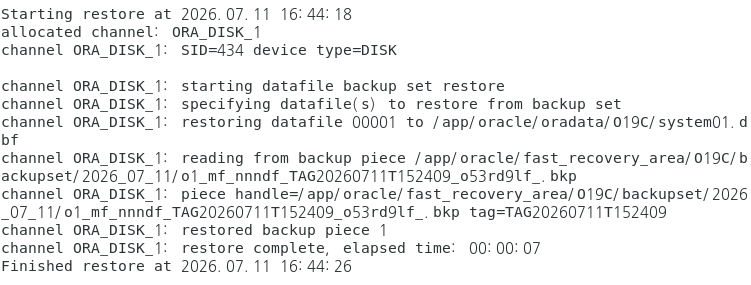 Starting restore at 2026.07.11 16:44:18
allocated channel: ORA_DISK_1
channel ORA_DISK_1: SID=434 device type=DISK

channel ORA_DISK_1: starting datafile backup set restore
channel ORA_DISK_1: specifying datafile(s) to restore from backup set
channel ORA_DISK_1: restoring datafile 00001 to /app/oracle/oradata/O19C/system01.d
bf
channel ORA_DISK_1: reading from backup piece /app/oracle/fast_recovery_area/O19C/b
ackupset/2026_07_11/o1_mf_nnndf_TAG20260711T152409_o53rd9lf_.bkp
channel ORA_DISK_1: piece handle=/app/oracle/fast_recovery_area/O19C/backupset/2026
_07_11/o1_mf_nnndf_TAG20260711T152409_o53rd9lf_.bkp tag=TAG20260711T152409
channel ORA_DISK_1: restored backup piece 1
channel ORA_DISK_1: restore complete, elapsed time: 00:00:07
Finished restore at 2026.07.11 16:44:26